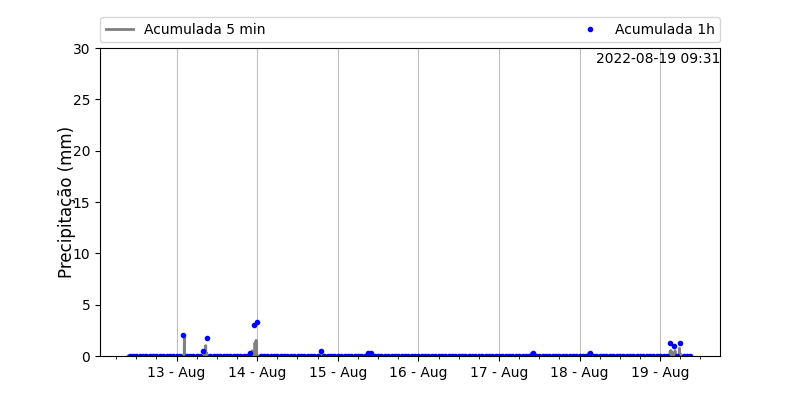 Acumulada 5 min
Acumulada 1h
2022-08-19 09:31
Precipitação (mm)
30
25
20
15
10
5
0
13 - Aug
14 - Aug
15 - Aug
16 - Aug
17 - Aug
18 - Aug
19 - Aug